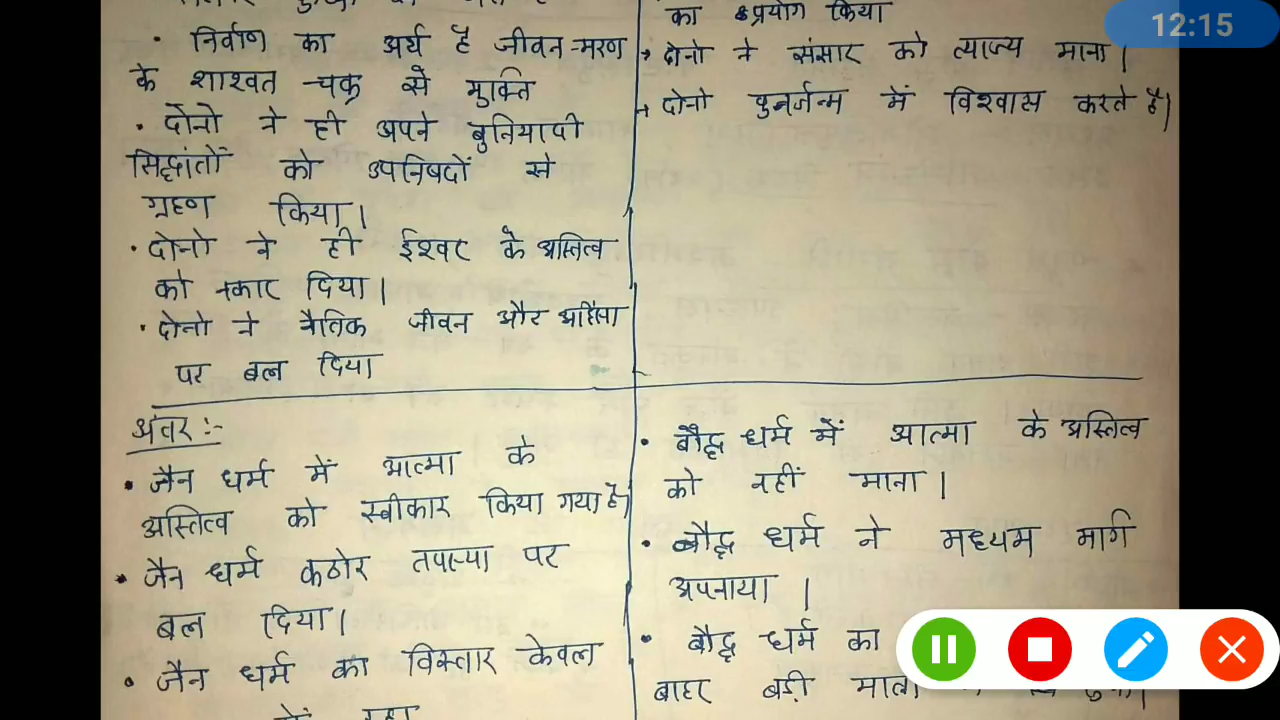 • निर्वाण का अर्थ है जीवन-मरण
के शाश्वत चक्र से मुक्ति
• दोनो ने ही अपने बुनियादी
सिद्धांतों को उपनिषदों से
ग्रहण किया।
• दोनो ने ही ईश्वर के अस्तित्व
को नकार दिया।
• दोनो ने नैतिक जीवन और अहिंसा
पर बल दिया
का प्रयोग किया
→ दोनो ने संसार को त्याज्य माना।
→ दोनो पुनर्जन्म में विश्वास करते है।
12:15
अंतर :-
• जैन धर्म में आत्मा के
अस्तित्व को स्वीकार किया गया है।
• जैन धर्म कठोर तपस्या पर
बल दिया।
• जैन धर्म का विस्तार केवल
में रहा
• बौद्ध धर्म में आत्मा के अस्तित्व
को नहीं माना।
• बौद्ध धर्म ने मध्यम मार्ग
अपनाया।
• बौद्ध धर्म का
बाहर बड़ी मात्रा